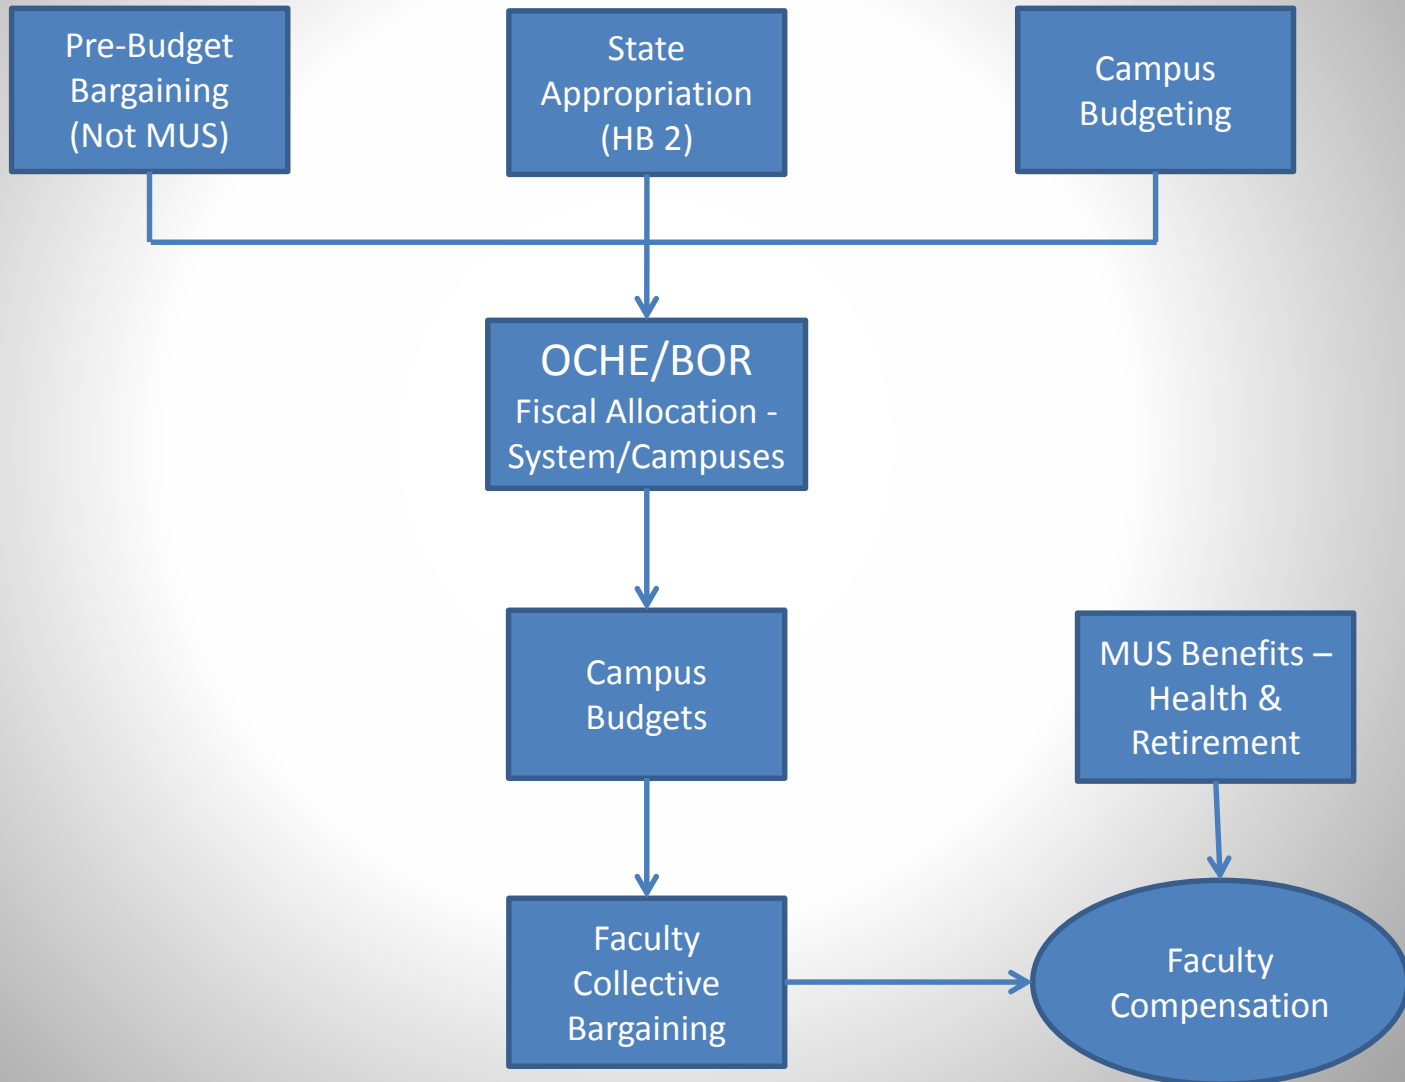 Pre-Budget
Bargaining
(Not MUS)
State
Appropriation
(HB 2)
Campus
Budgeting
OCHE/BOR
Fiscal Allocation -
System/Campuses
Campus
Budgets
MUS Benefits –
Health &
Retirement
Faculty
Collective
Bargaining
Faculty
Compensation